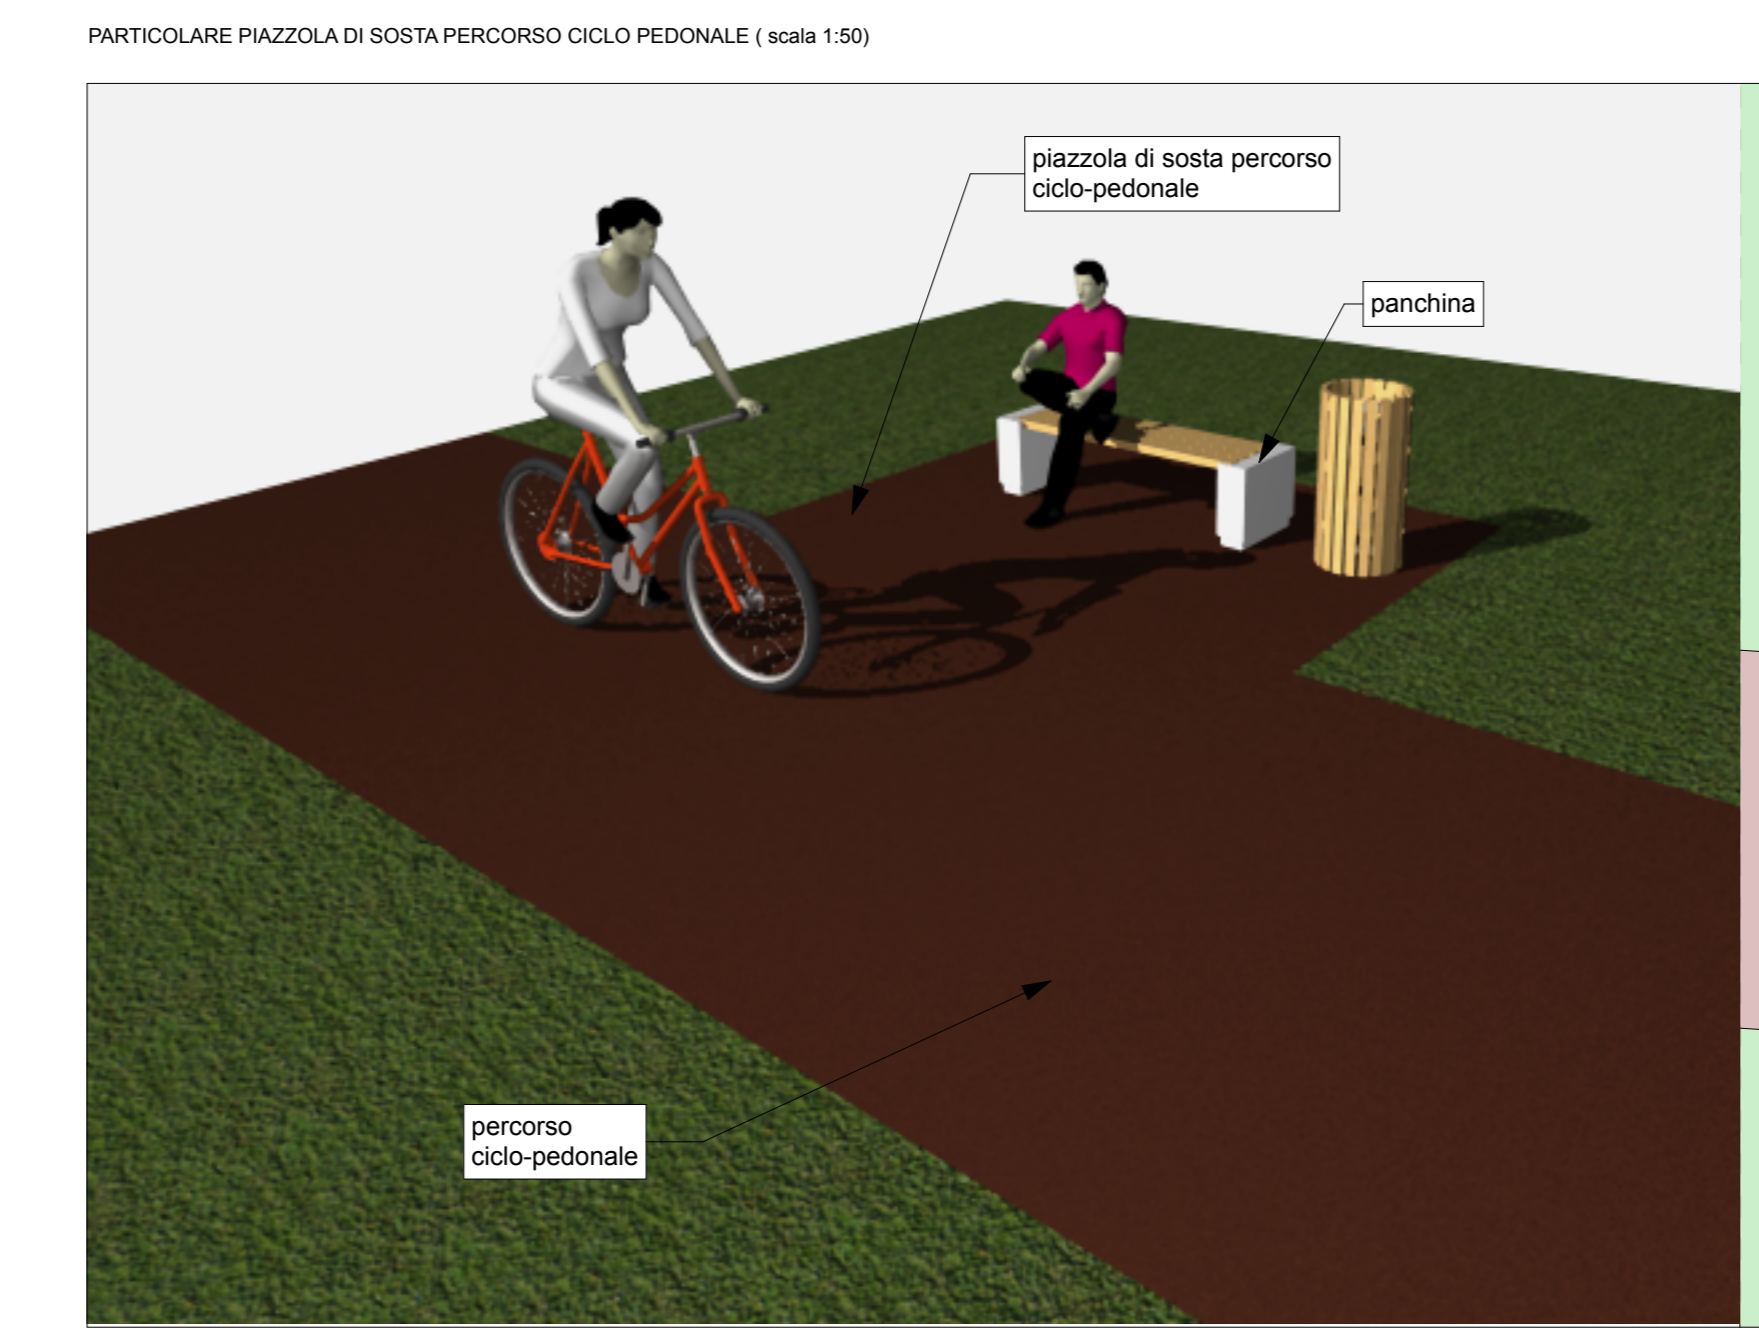 PARTICOLARE PIAZZOLA DI SOSTA PERCORSO CICLO PEDONALE ( scala 1:50)
piazzola di sosta percorso
ciclo-pedonale
panchina
percorso
ciclo-pedonale